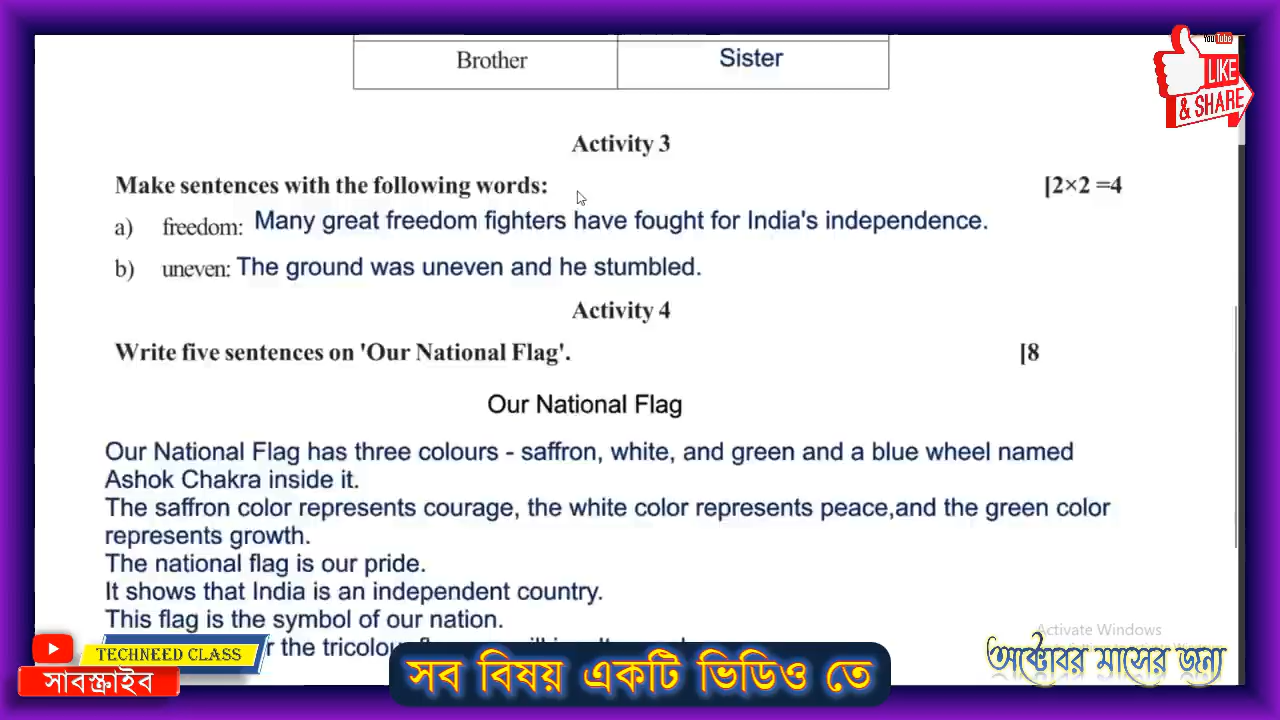 YouTube
LIKE
& SHARE
Brother Sister
Activity 3
Make sentences with the following words: [2×2 =4
a) freedom: Many great freedom fighters have fought for India's independence.
b) uneven: The ground was uneven and he stumbled.
Activity 4
Write five sentences on 'Our National Flag'. [8
Our National Flag
Our National Flag has three colours - saffron, white, and green and a blue wheel named
Ashok Chakra inside it.
The saffron color represents courage, the white color represents peace,and the green color
represents growth.
The national flag is our pride.
It shows that India is an independent country.
This flag is the symbol of our nation.
the
Activate Windows
TECHNEED CLASS
সাবস্ক্রাইব
সব বিষয় একটি ভিডিও তে
অক্টোবর মাসের জন্য